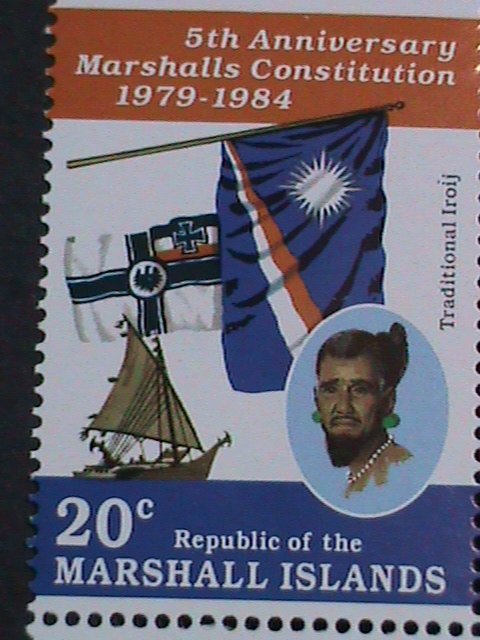 5th Anniversary
Marshalls Constitution
1979-1984
Traditional Iroij
20c
Republic of the
MARSHALL ISLANDS